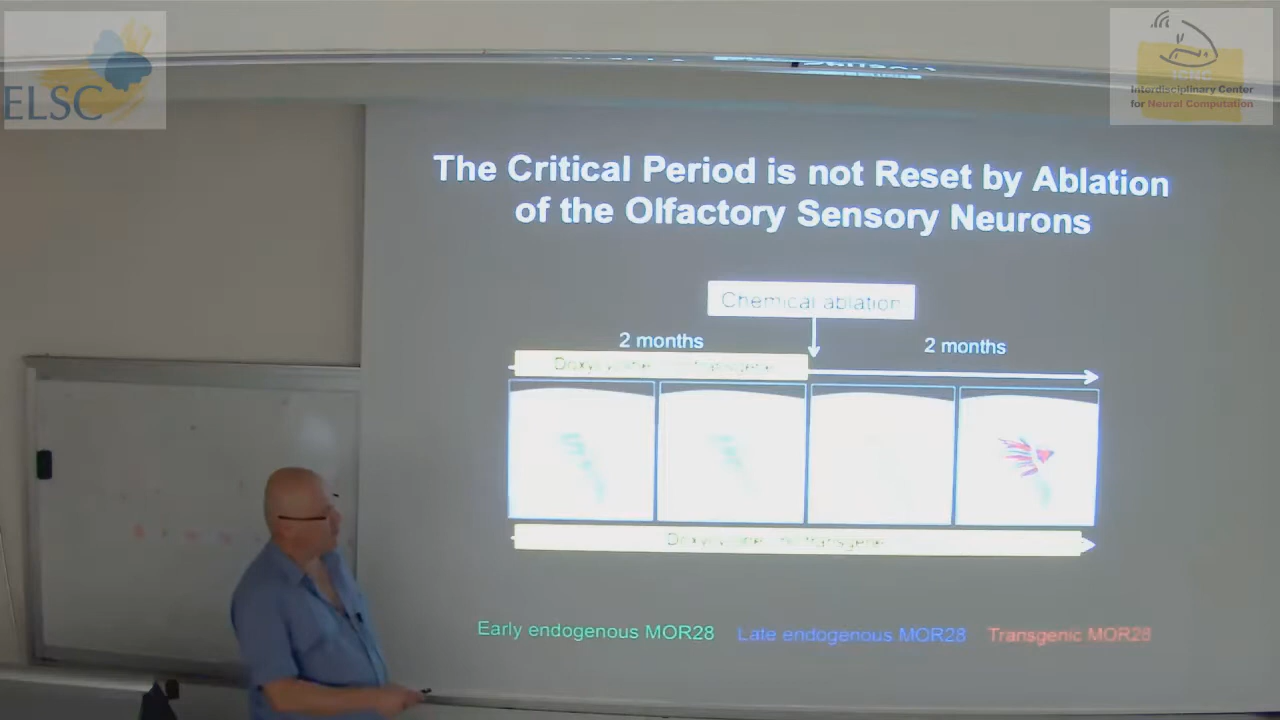 ELSC
ICNC
Interdisciplinary Center
for Neural Computation
The Critical Period is not Reset by Ablation
of the Olfactory Sensory Neurons
Chemical ablation
2 months
2 months
Early endogenous MOR28
Late endogenous MOR28
Transgenic MOR28